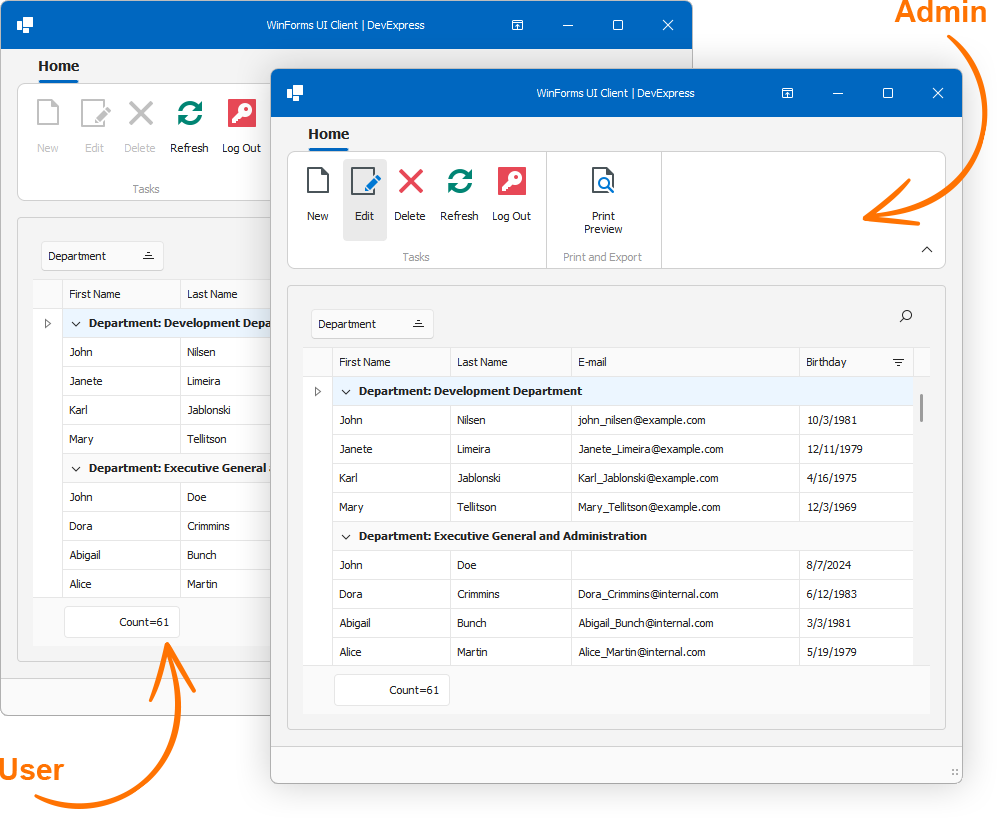 Admin
WinForms UI Client | DevExpress
Home
New Edit Delete Refresh Log Out
Tasks
Department
First Name Last Name
Department: Development Depa
John Nilsen
Janete Limeira
Karl Jablonski
Mary Tellitson
Department: Executive General a
John Doe
Dora Crimmins
Abigail Bunch
Alice Martin
Count=61
User
WinForms UI Client | DevExpress
Home
New Edit Delete Refresh Log Out
Print
Preview
Tasks Print and Export
Department
First Name Last Name E-mail Birthday
Department: Development Department
John Nilsen john_nilsen@example.com 10/3/1981
Janete Limeira Janete_Limeira@example.com 12/11/1979
Karl Jablonski Karl_Jablonski@example.com 4/16/1975
Mary Tellitson Mary_Tellitson@example.com 12/3/1969
Department: Executive General and Administration
John Doe 8/7/2024
Dora Crimmins Dora_Crimmins@internal.com 6/12/1983
Abigail Bunch Abigail_Bunch@internal.com 3/3/1981
Alice Martin Alice_Martin@internal.com 5/19/1979
Count=61